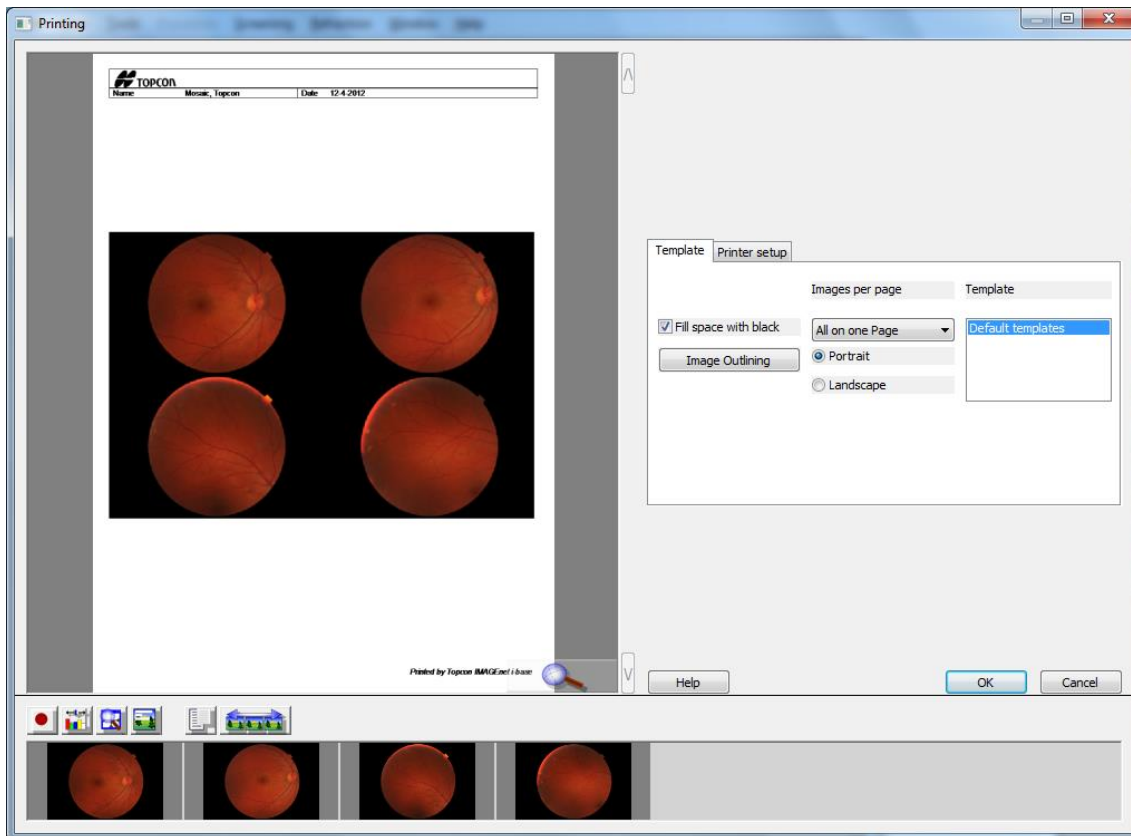 Printing
TOPCON
Name Mosaic, Topcon Date 12-4-2012
Template Printer setup
Images per page Template
Fill space with black All on one Page Default templates
Image Outlining Portrait
Landscape
Printed by Topcon IMAGEnet i-base
Help OK Cancel